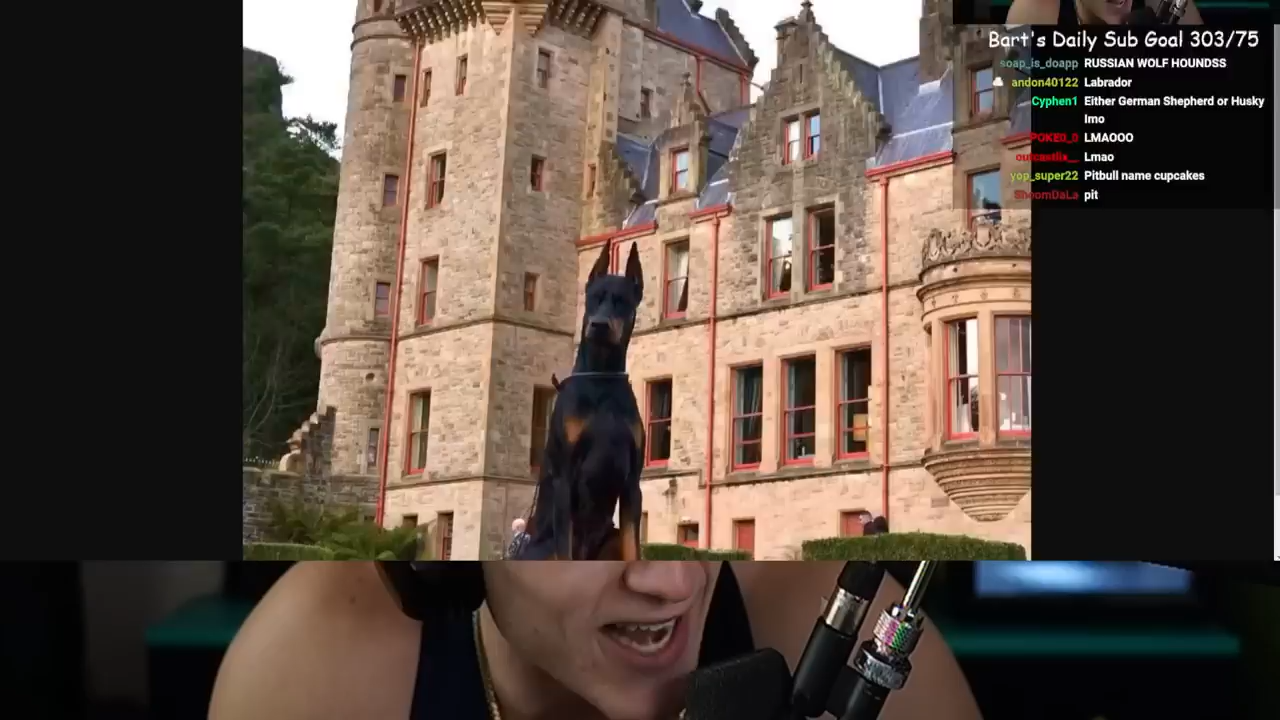 Bart's Daily Sub Goal 303/75
soap_is_doapp RUSSIAN WOLF HOUNDSS
andon40122 Labrador
Cyphen1 Either German Shepherd or Husky
Imo
POKE0_0 LMAOOO
Lmao
yop_super22 Pitbull name cupcakes
pit